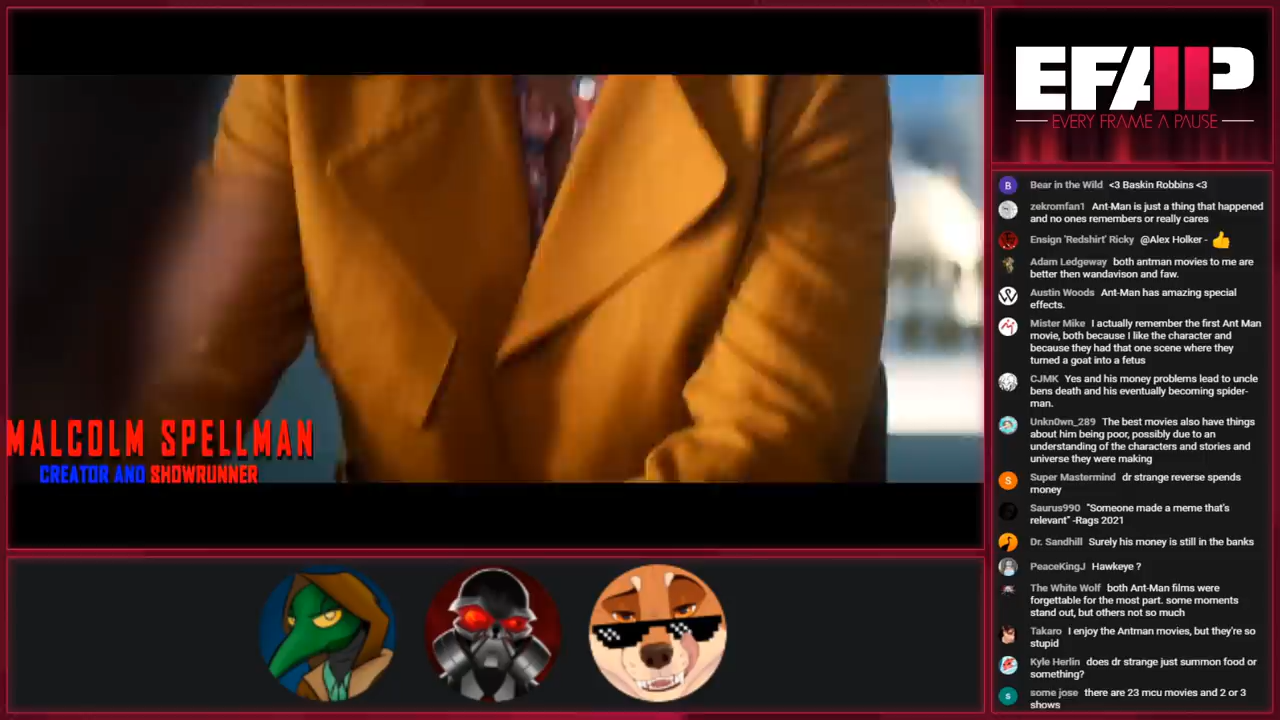 EFAP
EVERY FRAME A PAUSE
MALCOLM SPELLMAN
CREATOR AND SHOWRUNNER
B
Bear in the Wild <3 Baskin Robbins <3
zekromfan1 Ant-Man is just a thing that happened
and no ones remembers or really cares
Ensign 'Redshirt' Ricky @Alex Holker - 👍
Adam Ledgeway both antman movies to me are
better then wandavison and faw.
Austin Woods Ant-Man has amazing special
effects.
Mister Mike I actually remember the first Ant Man
movie, both because I like the character and
because they had that one scene where they
turned a goat into a fetus
CJMK Yes and his money problems lead to uncle
bens death and his eventually becoming spider-
man.
Unkn0wn_289 The best movies also have things
about him being poor, possibly due to an
understanding of the characters and stories and
universe they were making
S
Super Mastermind dr strange reverse spends
money
Saurus990 "Someone made a meme that's
relevant" -Rags 2021
Dr. Sandhill Surely his money is still in the banks
PeaceKingJ Hawkeye ?
The White Wolf both Ant-Man films were
forgettable for the most part. some moments
stand out, but others not so much
Takaro I enjoy the Antman movies, but they're so
stupid
Kyle Herlin does dr strange just summon food or
something?
s
some jose there are 23 mcu movies and 2 or 3
shows